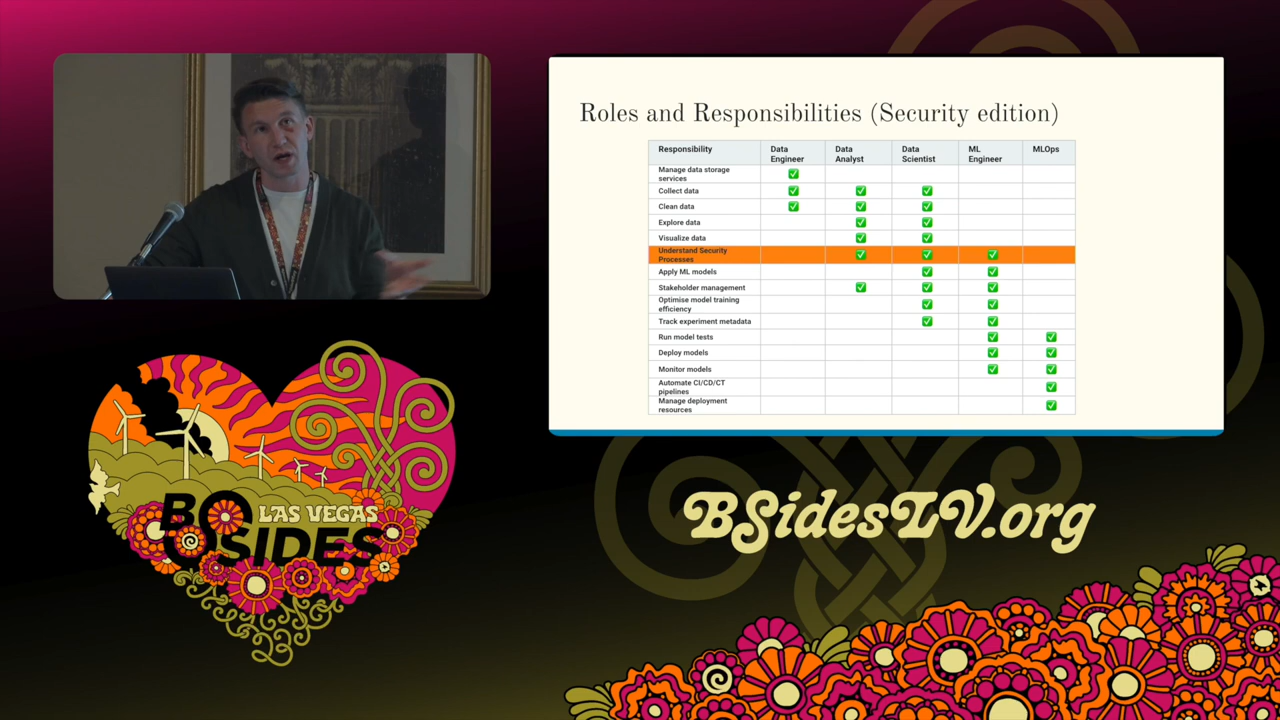 Roles and Responsibilities (Security edition)
Responsibility Data Engineer Data Analyst Data Scientist ML Engineer MLOps
Manage data storage services ✅
Collect data ✅ ✅ ✅
Clean data ✅ ✅ ✅
Explore data ✅ ✅
Visualize data ✅ ✅
Understand Security Processes ✅ ✅ ✅
Apply ML models ✅ ✅
Stakeholder management ✅ ✅ ✅
Optimise model training efficiency ✅ ✅
Track experiment metadata ✅ ✅
Run model tests ✅ ✅
Deploy models ✅ ✅
Monitor models ✅ ✅
Automate CI/CD/CT pipelines ✅
Manage deployment resources ✅
BSidesLV.org
LAS VEGAS
BSIDES
23